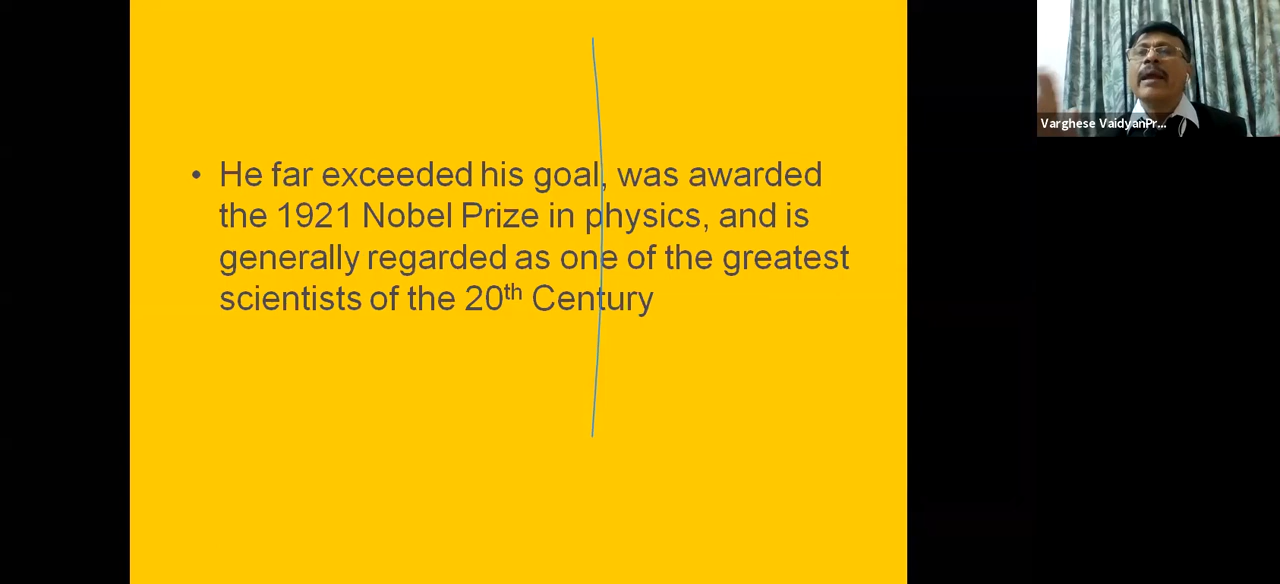 • He far exceeded his goal, was awarded
the 1921 Nobel Prize in physics, and is
generally regarded as one of the greatest
scientists of the 20th Century
Varghese VaidyanPr...